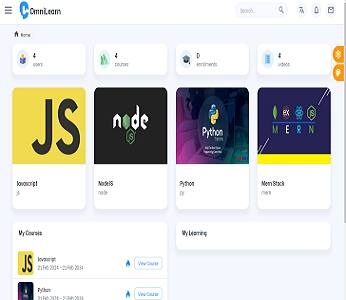 OmniLearn
Search...
Home
4
users
4
courses
0
enrolments
4
videos
JS
node
JS
Python
MERN
Javascript
js
NodeJS
node
Python
py
Mern Stack
mern
My Courses
My Learning
Javascript
21 Feb 2024 - 21 Feb 2024
View Course
Python
21 Feb 2024 - 21 Feb 2024
View Course